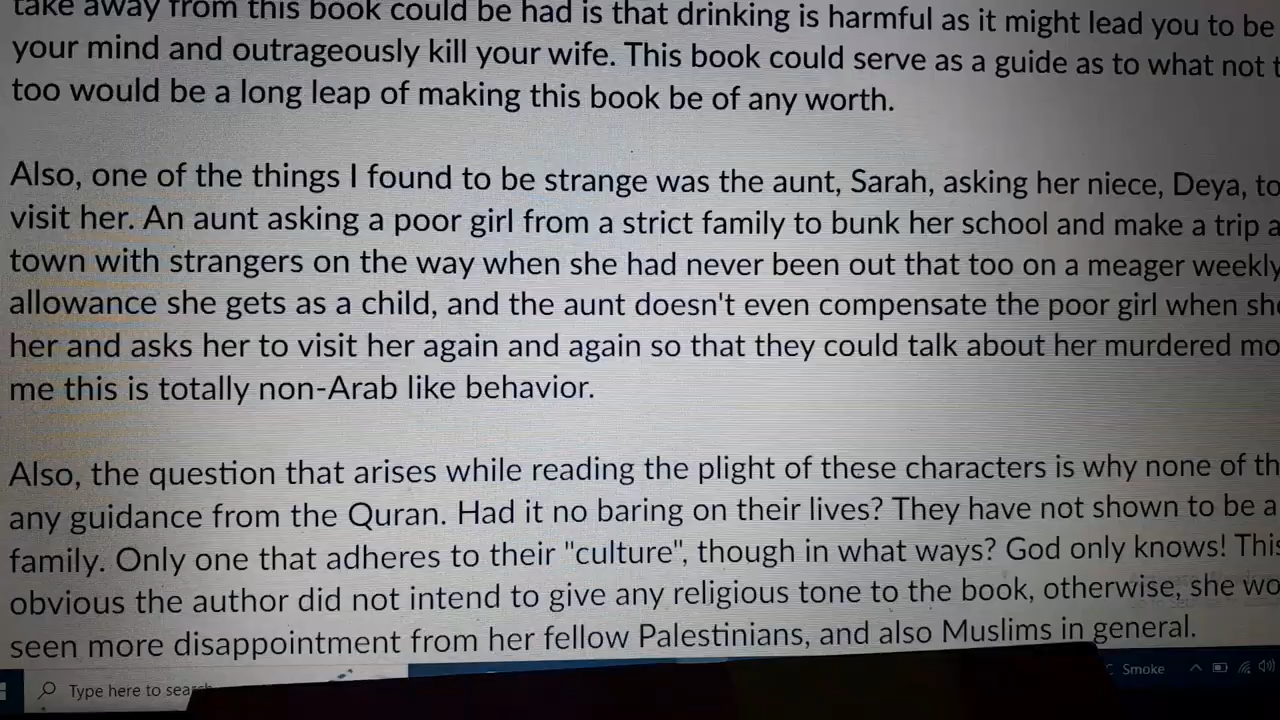 take away from this book could be had is that drinking is harmful as it might lead you to be
your mind and outrageously kill your wife. This book could serve as a guide as to what not t
too would be a long leap of making this book be of any worth.
Also, one of the things I found to be strange was the aunt, Sarah, asking her niece, Deya, to
visit her. An aunt asking a poor girl from a strict family to bunk her school and make a trip a
town with strangers on the way when she had never been out that too on a meager weekly
allowance she gets as a child, and the aunt doesn't even compensate the poor girl when she
her and asks her to visit her again and again so that they could talk about her murdered mo
me this is totally non-Arab like behavior.
Also, the question that arises while reading the plight of these characters is why none of th
any guidance from the Quran. Had it no baring on their lives? They have not shown to be a
family. Only one that adheres to their "culture", though in what ways? God only knows! This
obvious the author did not intend to give any religious tone to the book, otherwise, she wo
seen more disappointment from her fellow Palestinians, and also Muslims in general.
Type here to search
Smoke